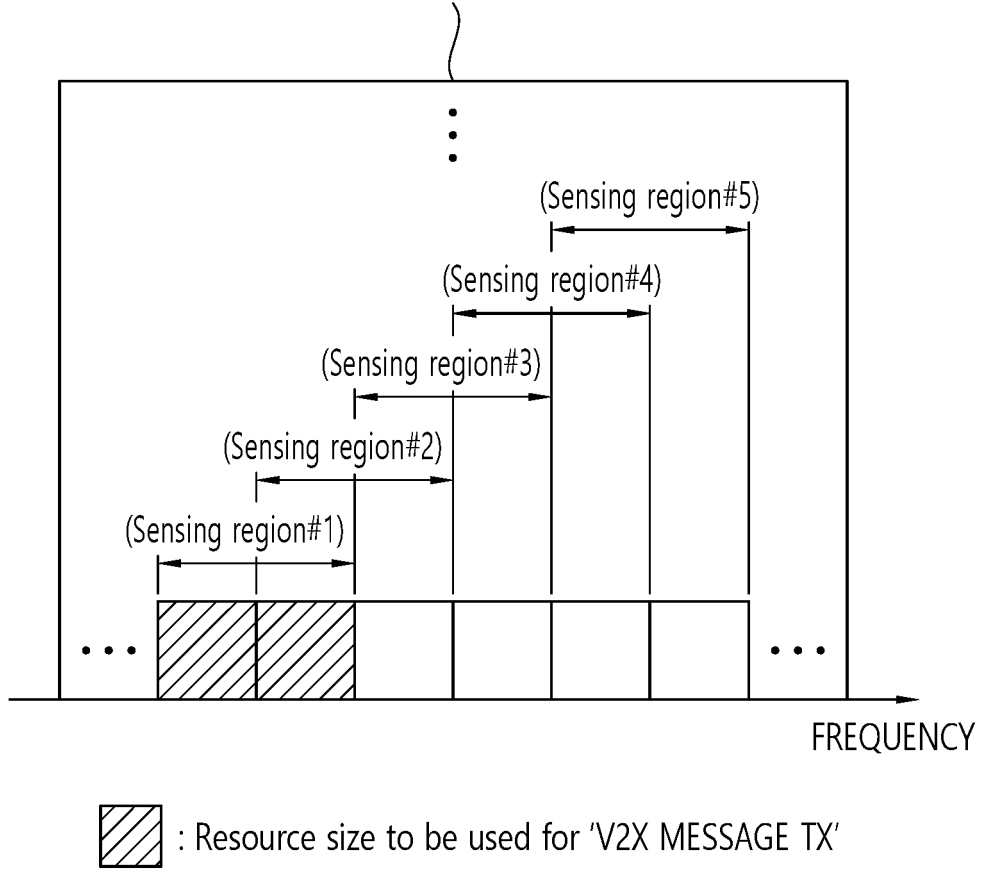 (Sensing region#5)
(Sensing region#4)
(Sensing region#3)
(Sensing region#2)
(Sensing region#1)
FREQUENCY
: Resource size to be used for 'V2X MESSAGE TX'